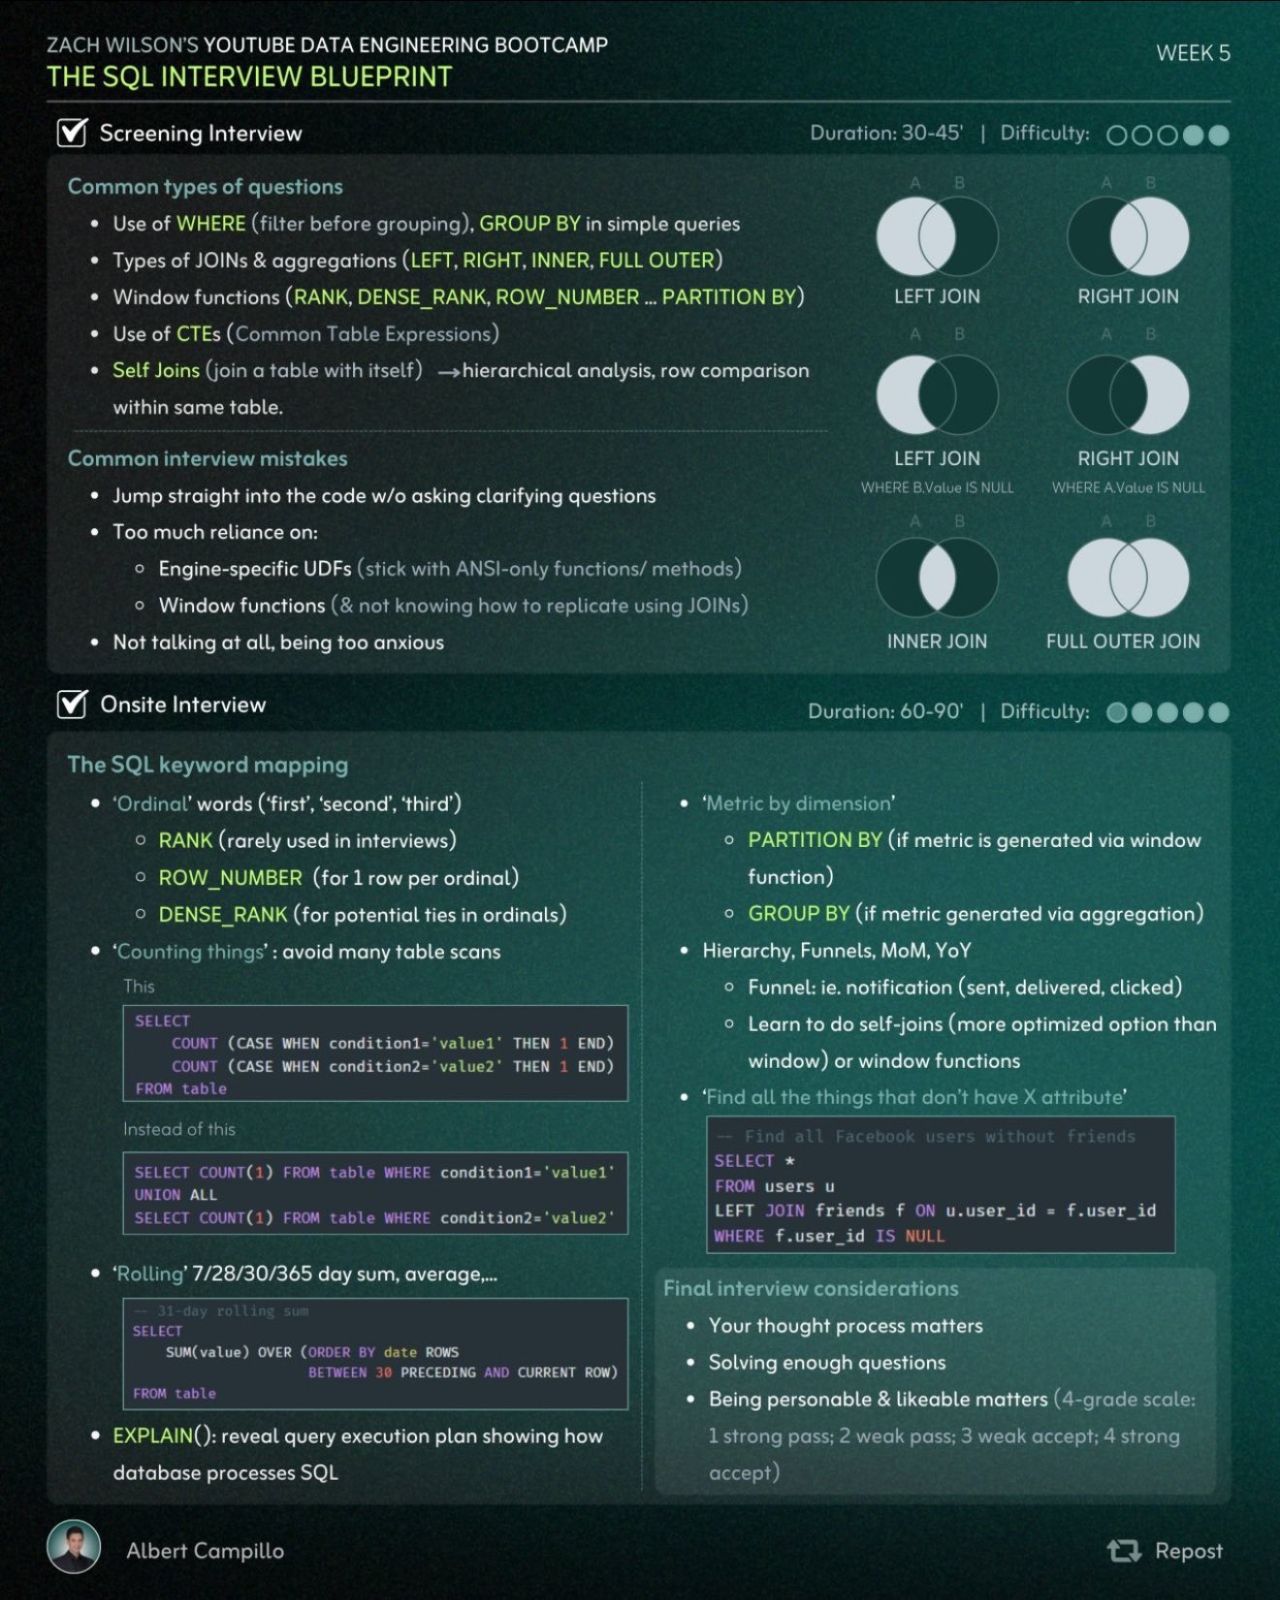 ZACH WILSON'S YOUTUBE DATA ENGINEERING BOOTCAMP
THE SQL INTERVIEW BLUEPRINT
WEEK 5
Screening Interview
Duration: 30-45' | Difficulty:
Common types of questions
• Use of WHERE (filter before grouping), GROUP BY in simple queries
• Types of JOINs & aggregations (LEFT, RIGHT, INNER, FULL OUTER)
• Window functions (RANK, DENSE_RANK, ROW_NUMBER ... PARTITION BY)
• Use of CTEs (Common Table Expressions)
• Self Joins (join a table with itself) →hierarchical analysis, row comparison
within same table.
Common interview mistakes
• Jump straight into the code w/o asking clarifying questions
• Too much reliance on:
◦ Engine-specific UDFs (stick with ANSI-only functions/ methods)
◦ Window functions (& not knowing how to replicate using JOINs)
• Not talking at all, being too anxious
A B
LEFT JOIN
A B
RIGHT JOIN
A B
LEFT JOIN
WHERE B.Value IS NULL
A B
RIGHT JOIN
WHERE A.Value IS NULL
A B
INNER JOIN
A B
FULL OUTER JOIN
Onsite Interview
Duration: 60-90' | Difficulty:
The SQL keyword mapping
• 'Ordinal' words ('first', 'second', 'third')
◦ RANK (rarely used in interviews)
◦ ROW_NUMBER (for 1 row per ordinal)
◦ DENSE_RANK (for potential ties in ordinals)
• 'Counting things' : avoid many table scans
This
SELECT
COUNT (CASE WHEN condition1='value1' THEN 1 END)
COUNT (CASE WHEN condition2='value2' THEN 1 END)
FROM table
Instead of this
SELECT COUNT(1) FROM table WHERE condition1='value1'
UNION ALL
SELECT COUNT(1) FROM table WHERE condition2='value2'
• 'Rolling' 7/28/30/365 day sum, average,...
-- 31-day rolling sum
SELECT
SUM(value) OVER (ORDER BY date ROWS
BETWEEN 30 PRECEDING AND CURRENT ROW)
FROM table
• EXPLAIN(): reveal query execution plan showing how
database processes SQL
• 'Metric by dimension'
◦ PARTITION BY (if metric is generated via window
function)
◦ GROUP BY (if metric generated via aggregation)
• Hierarchy, Funnels, MoM, YoY
◦ Funnel: ie. notification (sent, delivered, clicked)
◦ Learn to do self-joins (more optimized option than
window) or window functions
• 'Find all the things that don't have X attribute'
-- Find all Facebook users without friends
SELECT *
FROM users u
LEFT JOIN friends f ON u.user_id = f.user_id
WHERE f.user_id IS NULL
Final interview considerations
• Your thought process matters
• Solving enough questions
• Being personable & likeable matters (4-grade scale:
1 strong pass; 2 weak pass; 3 weak accept; 4 strong
accept)
Albert Campillo
Repost